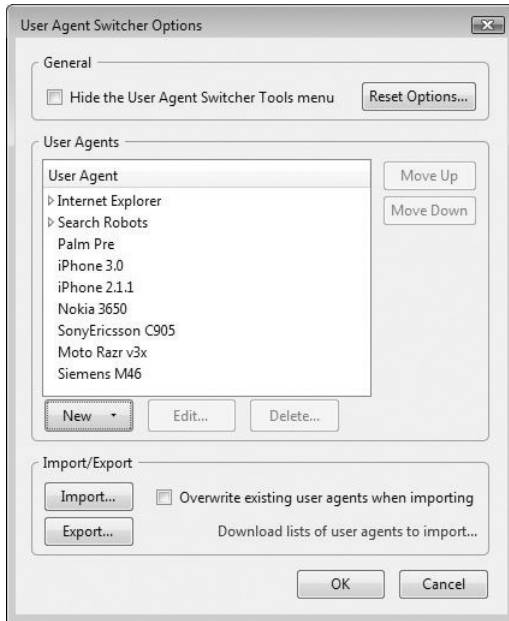 User Agent Switcher Options
General
Hide the User Agent Switcher Tools menu
Reset Options...
User Agents
User Agent
Internet Explorer
Search Robots
Palm Pre
iPhone 3.0
iPhone 2.1.1
Nokia 3650
SonyEricsson C905
Moto Razr v3x
Siemens M46
Move Up
Move Down
New
Edit...
Delete...
Import/Export
Import...
Overwrite existing user agents when importing
Export...
Download lists of user agents to import...
OK
Cancel